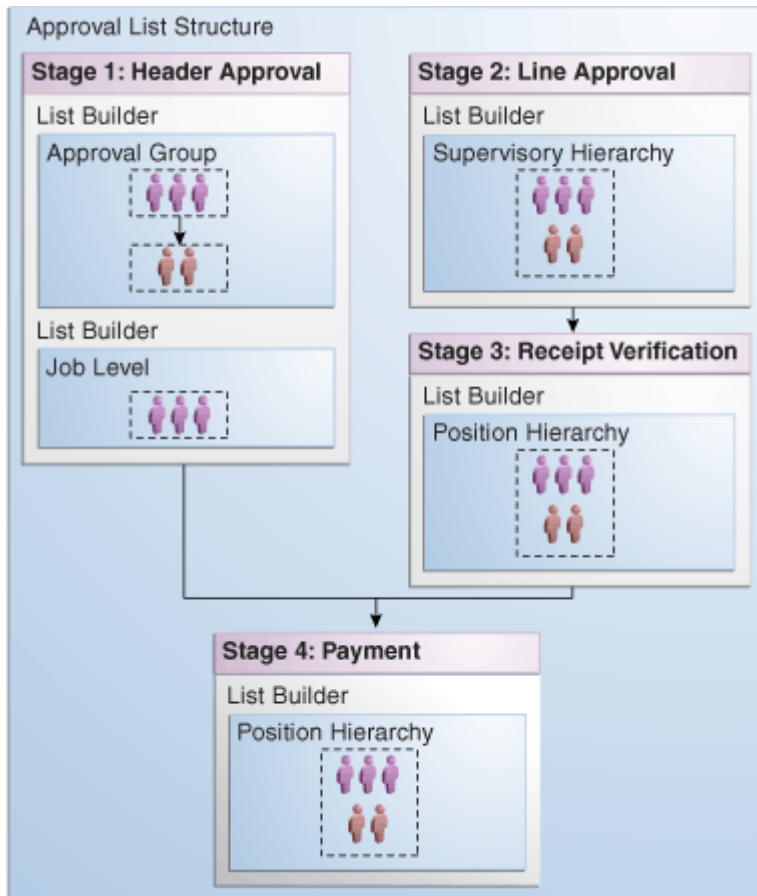 Approval List Structure
Stage 1: Header Approval
List Builder
Approval Group
List Builder
Job Level
Stage 2: Line Approval
List Builder
Supervisory Hierarchy
Stage 3: Receipt Verification
List Builder
Position Hierarchy
Stage 4: Payment
List Builder
Position Hierarchy